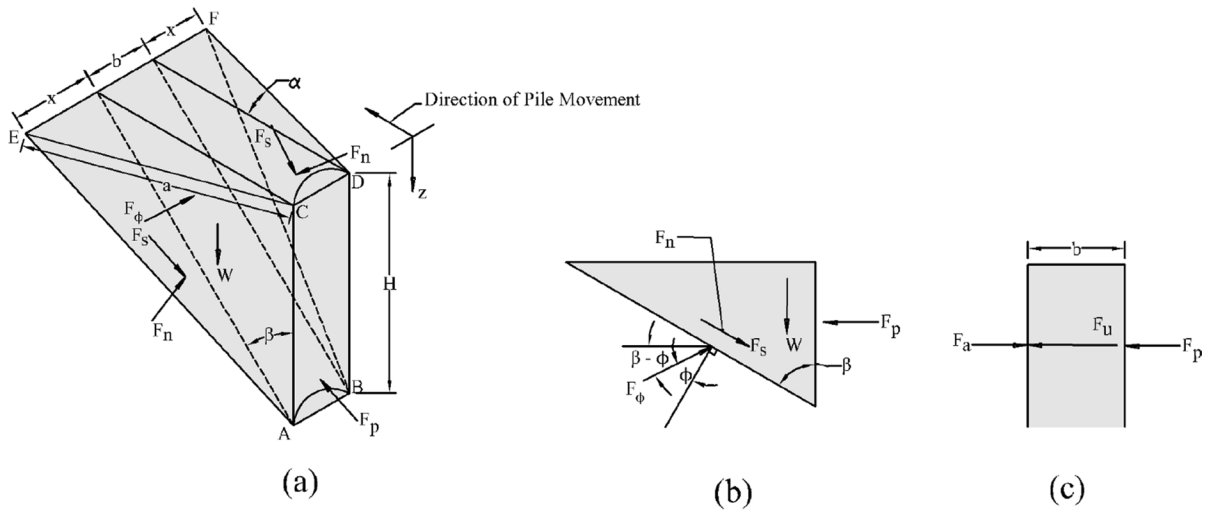 F
x
b
x
α
Direction of Pile Movement
E
Fs
Fn
a
D
z
C
Fϕ
Fs
W
H
Fn
β
B
A
Fp
(a)
Fn
Fp
Fs
W
β - ϕ
β
Fϕ
ϕ
(b)
b
Fa
Fu
Fp
(c)